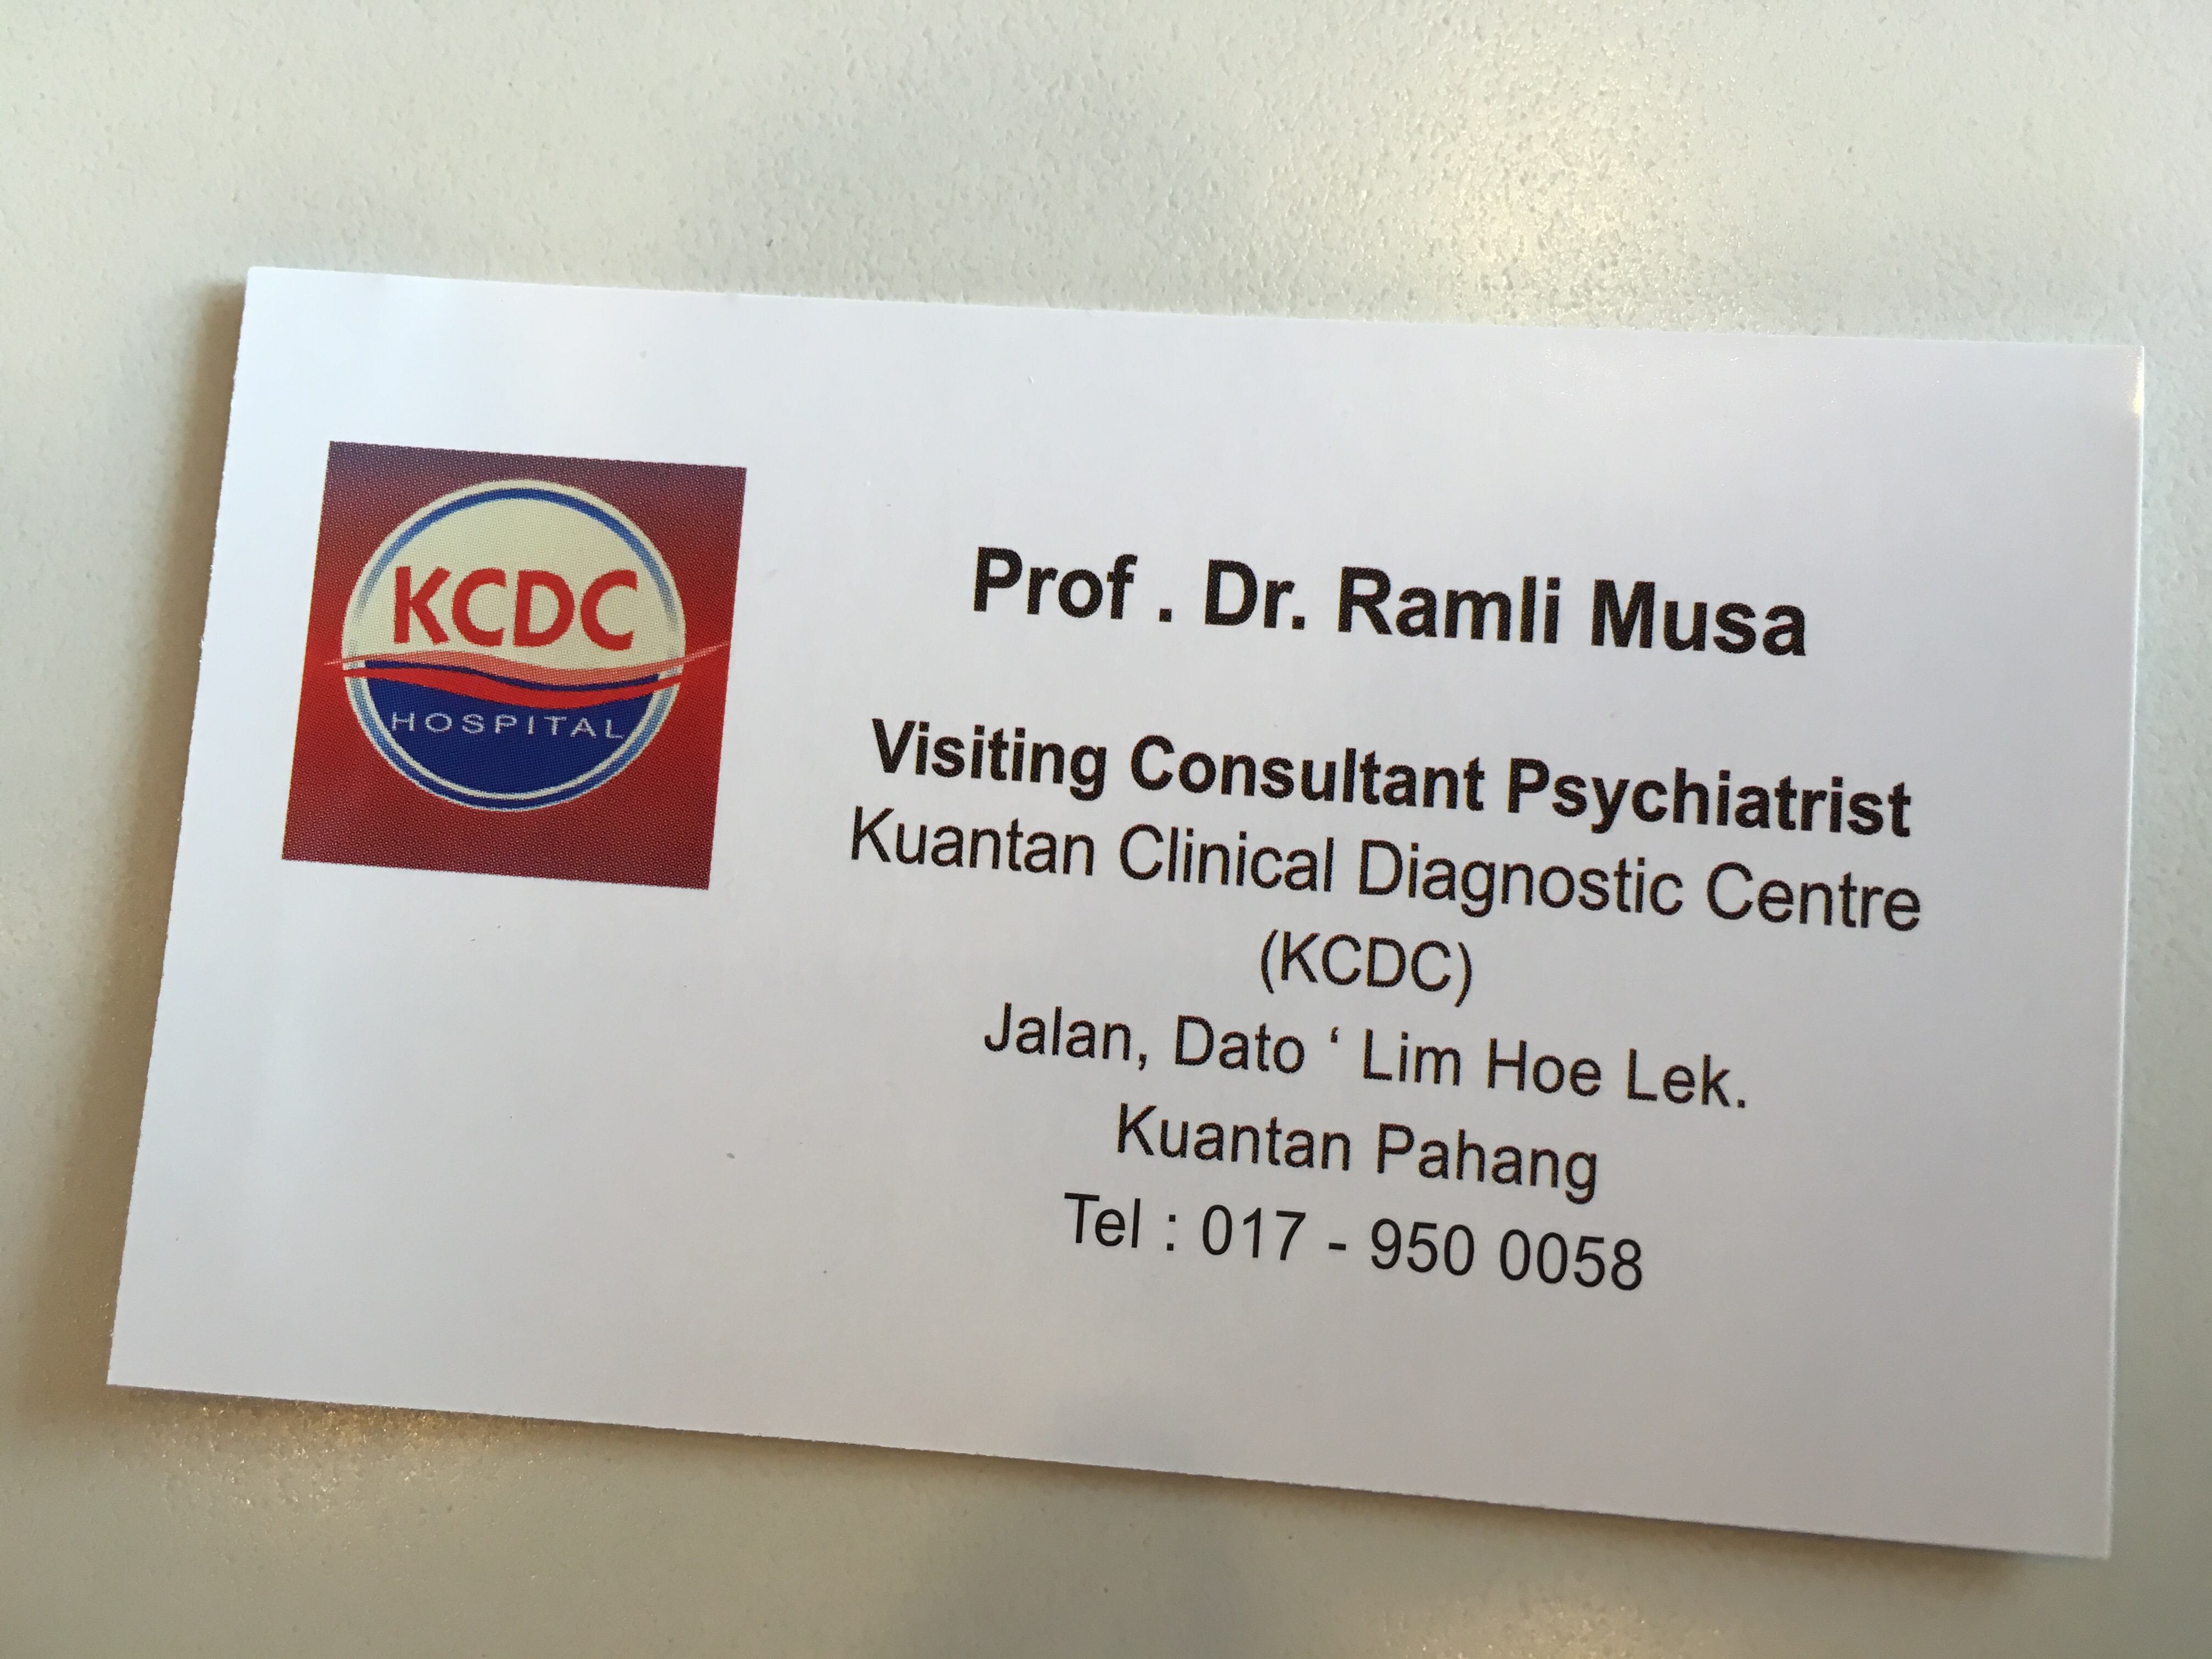 KCDC
HOSPITAL
Prof . Dr. Ramli Musa
Visiting Consultant Psychiatrist
Kuantan Clinical Diagnostic Centre
(KCDC)
Jalan, Dato ‘ Lim Hoe Lek.
Kuantan Pahang
Tel : 017 - 950 0058